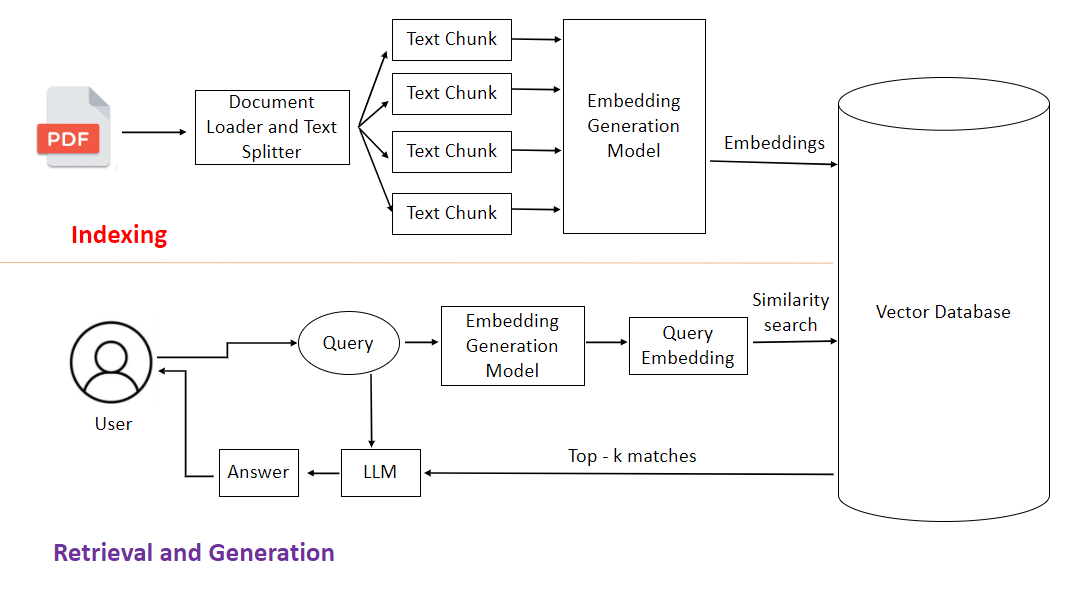 PDF
Document
Loader and Text
Splitter
Text Chunk
Text Chunk
Text Chunk
Text Chunk
Embedding
Generation
Model
Embeddings
Indexing
Vector Database
User
Query
Embedding
Generation
Model
Query
Embedding
Similarity
search
Top - k matches
LLM
Answer
Retrieval and Generation